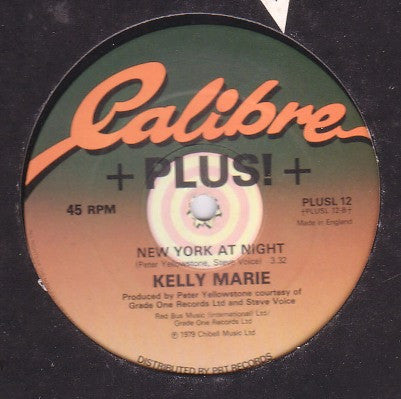 Calibre
+ PLUS! +
45 RPM
PLUSL 12
+PLUSL 12-B+
Made in England
NEW YORK AT NIGHT
(Peter Yellowstone, Steve Voice) 3.32
KELLY MARIE
Produced by Peter Yellowstone courtesy of
Grade One Records Ltd and Steve Voice
Red Bus Music (International) Ltd/
Grade One Records Ltd
℗ 1979 Chibell Music Ltd.
DISTRIBUTED BY PRT RECORDS